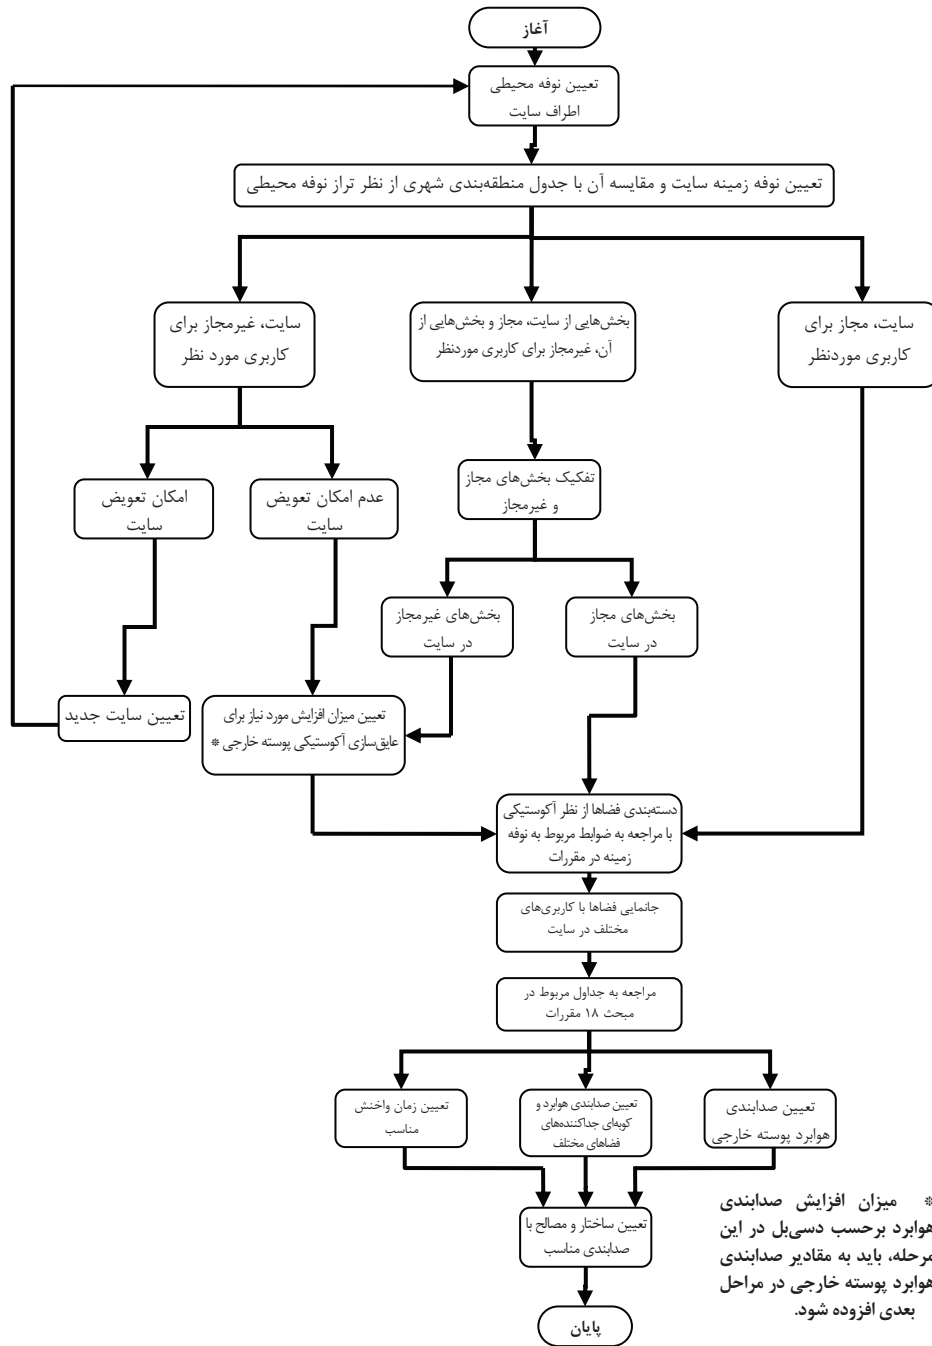 آغاز
تعیین نوفه محیطی
اطراف سایت
تعیین نوفه زمینه سایت و مقایسه آن با جدول منطقه‌بندی شهری از نظر تراز نوفه محیطی
سایت، مجاز برای
کاربری موردنظر
بخش‌هایی از سایت، مجاز و بخش‌هایی از
آن، غیرمجاز برای کاربری موردنظر
سایت، غیرمجاز برای
کاربری مورد نظر
تفکیک بخش‌های مجاز
و غیرمجاز
عدم امکان تعویض
سایت
امکان تعویض
سایت
بخش‌های مجاز
در سایت
بخش‌های غیرمجاز
در سایت
تعیین میزان افزایش مورد نیاز برای
عایق‌سازی آکوستیکی پوسته خارجی *
تعیین سایت جدید
دسته‌بندی فضاها از نظر آکوستیکی
با مراجعه به ضوابط مربوط به نوفه
زمینه در مقررات
جانمایی فضاها با کاربری‌های
مختلف در سایت
مراجعه به جداول مربوط در
مبحث ۱۸ مقررات
تعیین صدابندی
هوابرد پوسته خارجی
تعیین صدابندی هوابرد و
کوبه‌ای جداکننده‌های
فضاهای مختلف
تعیین زمان واخنش
مناسب
تعیین ساختار و مصالح با
صدابندی مناسب
پایان
* میزان افزایش صدابندی
هوابرد برحسب دسی‌بل در این
مرحله، باید به مقادیر صدابندی
هوابرد پوسته خارجی در مراحل
بعدی افزوده شود.